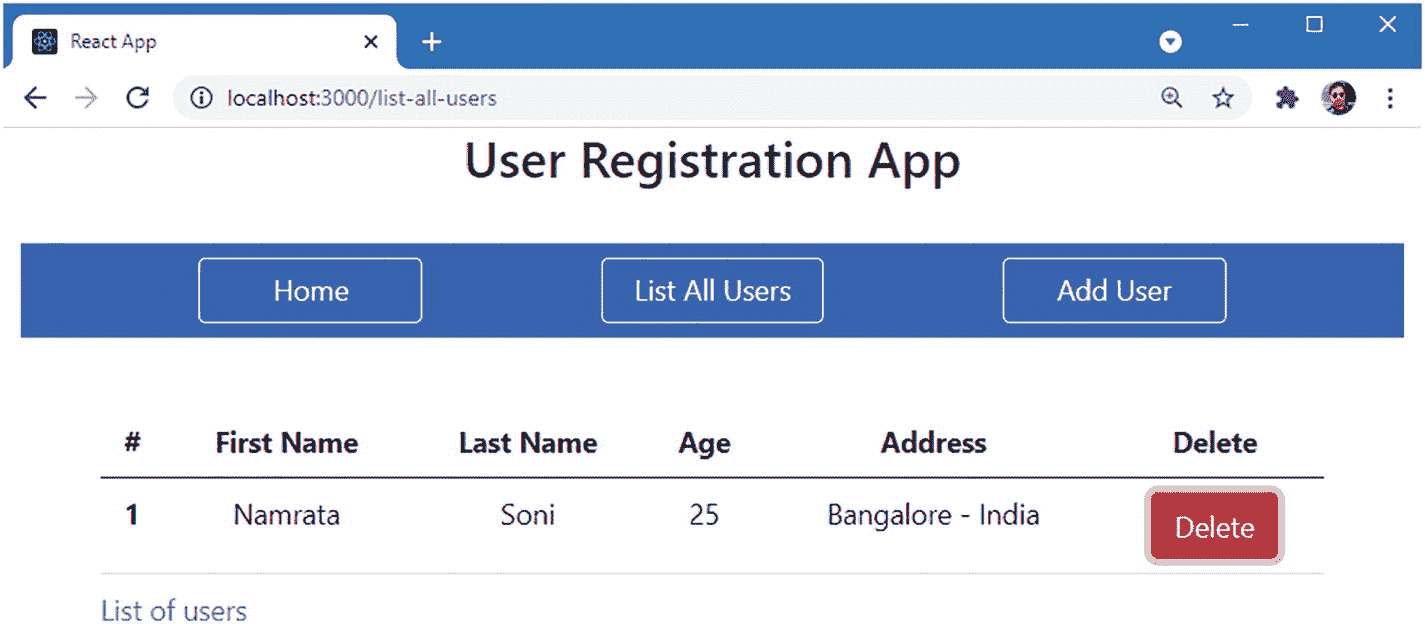 React App
localhost:3000/list-all-users
User Registration App
Home List All Users Add User
# First Name Last Name Age Address Delete
1 Namrata Soni 25 Bangalore - India Delete
List of users